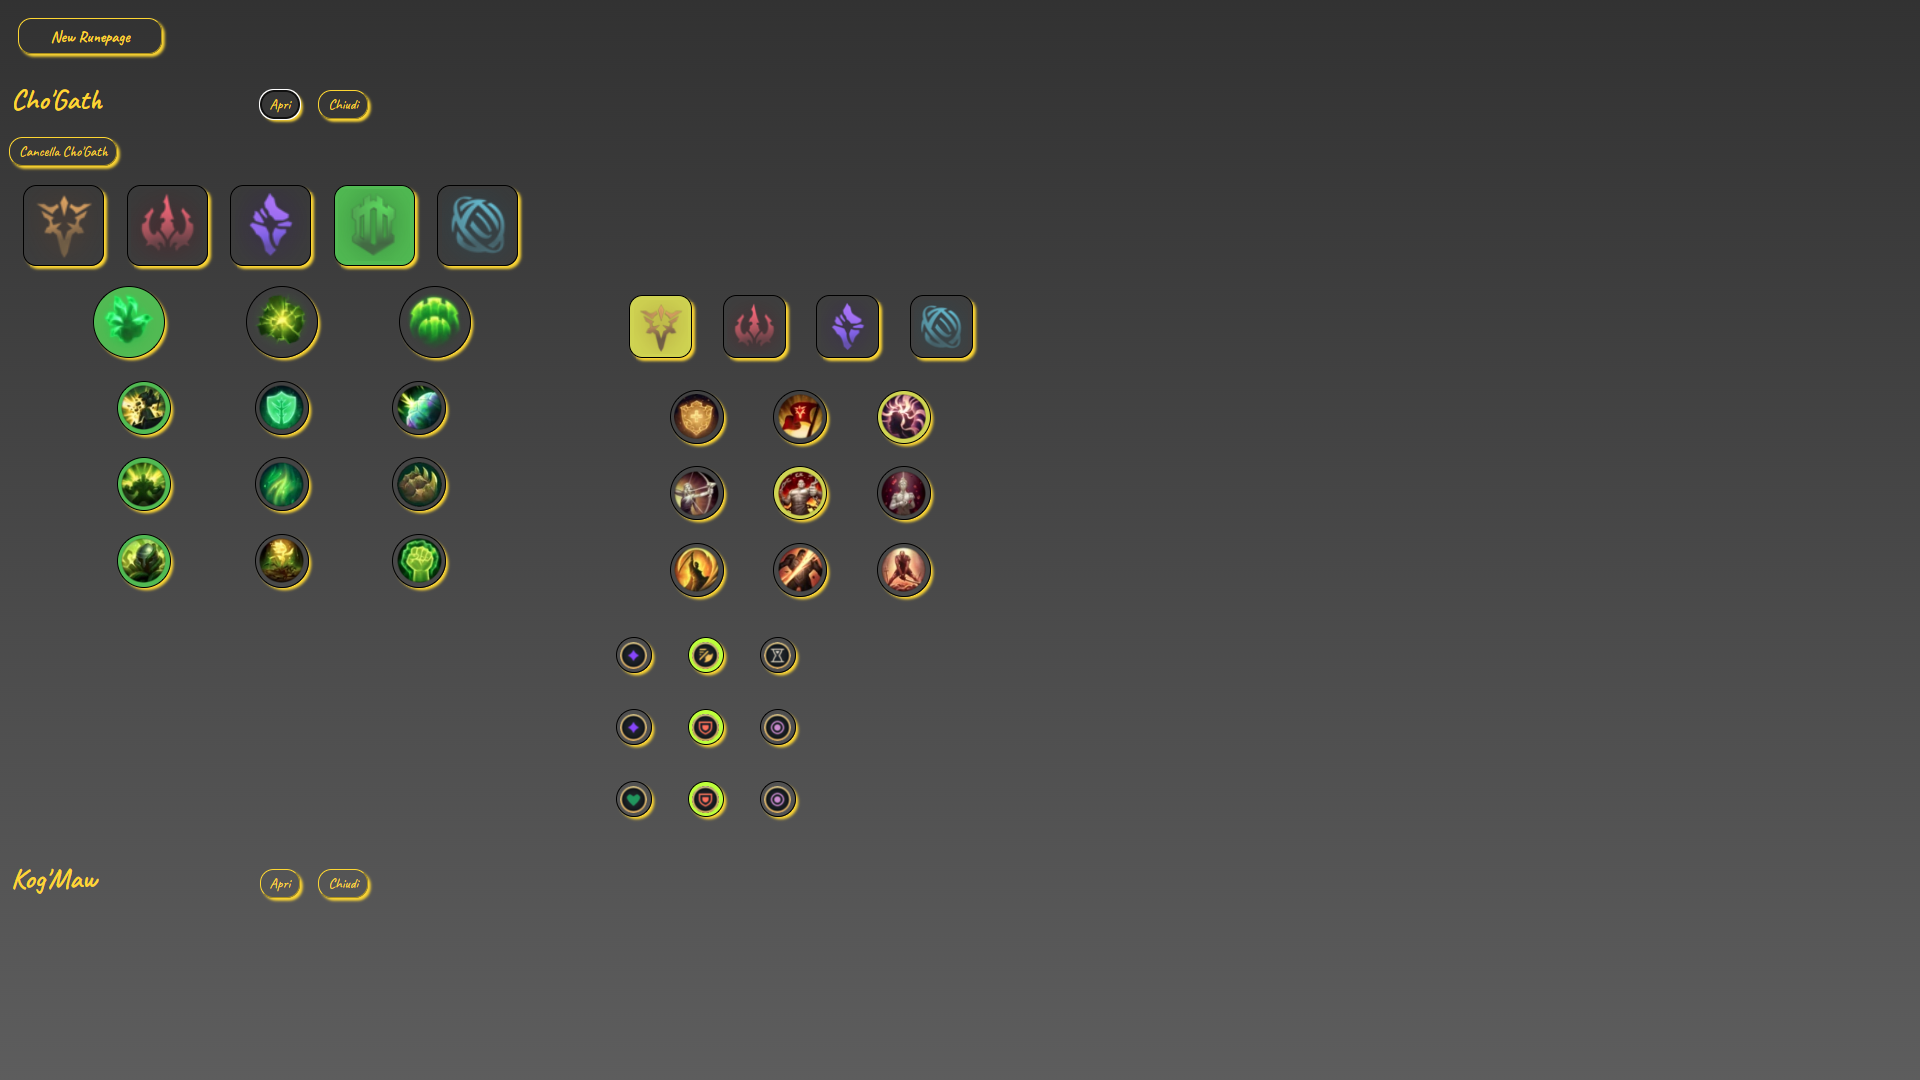 New Runepage
Cho'Gath
Apri
Chiudi
Cancella Cho'Gath
Kog'Maw
Apri
Chiudi